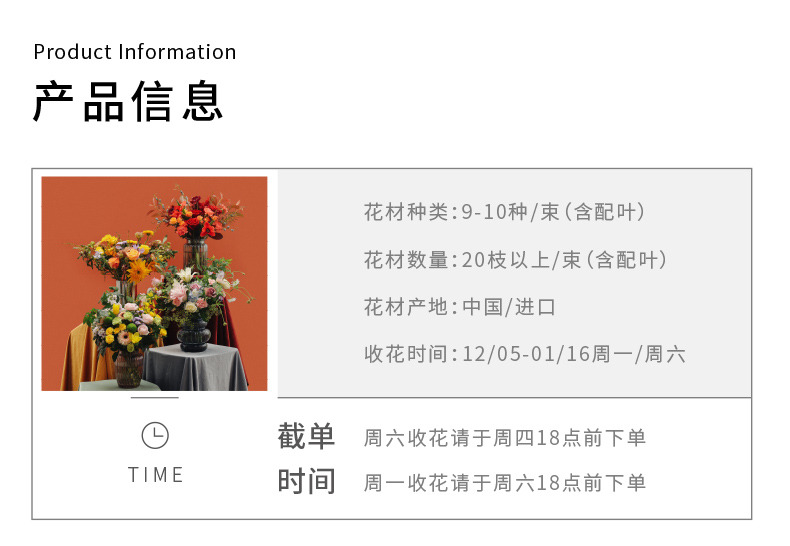 Product Information
产品信息
花材种类:9-10种/束(含配叶)
花材数量:20枝以上/束(含配叶)
花材产地:中国/进口
收花时间:12/05-01/16周一/周六
TIME
截单
时间
周六收花请于周四18点前下单
周一收花请于周六18点前下单